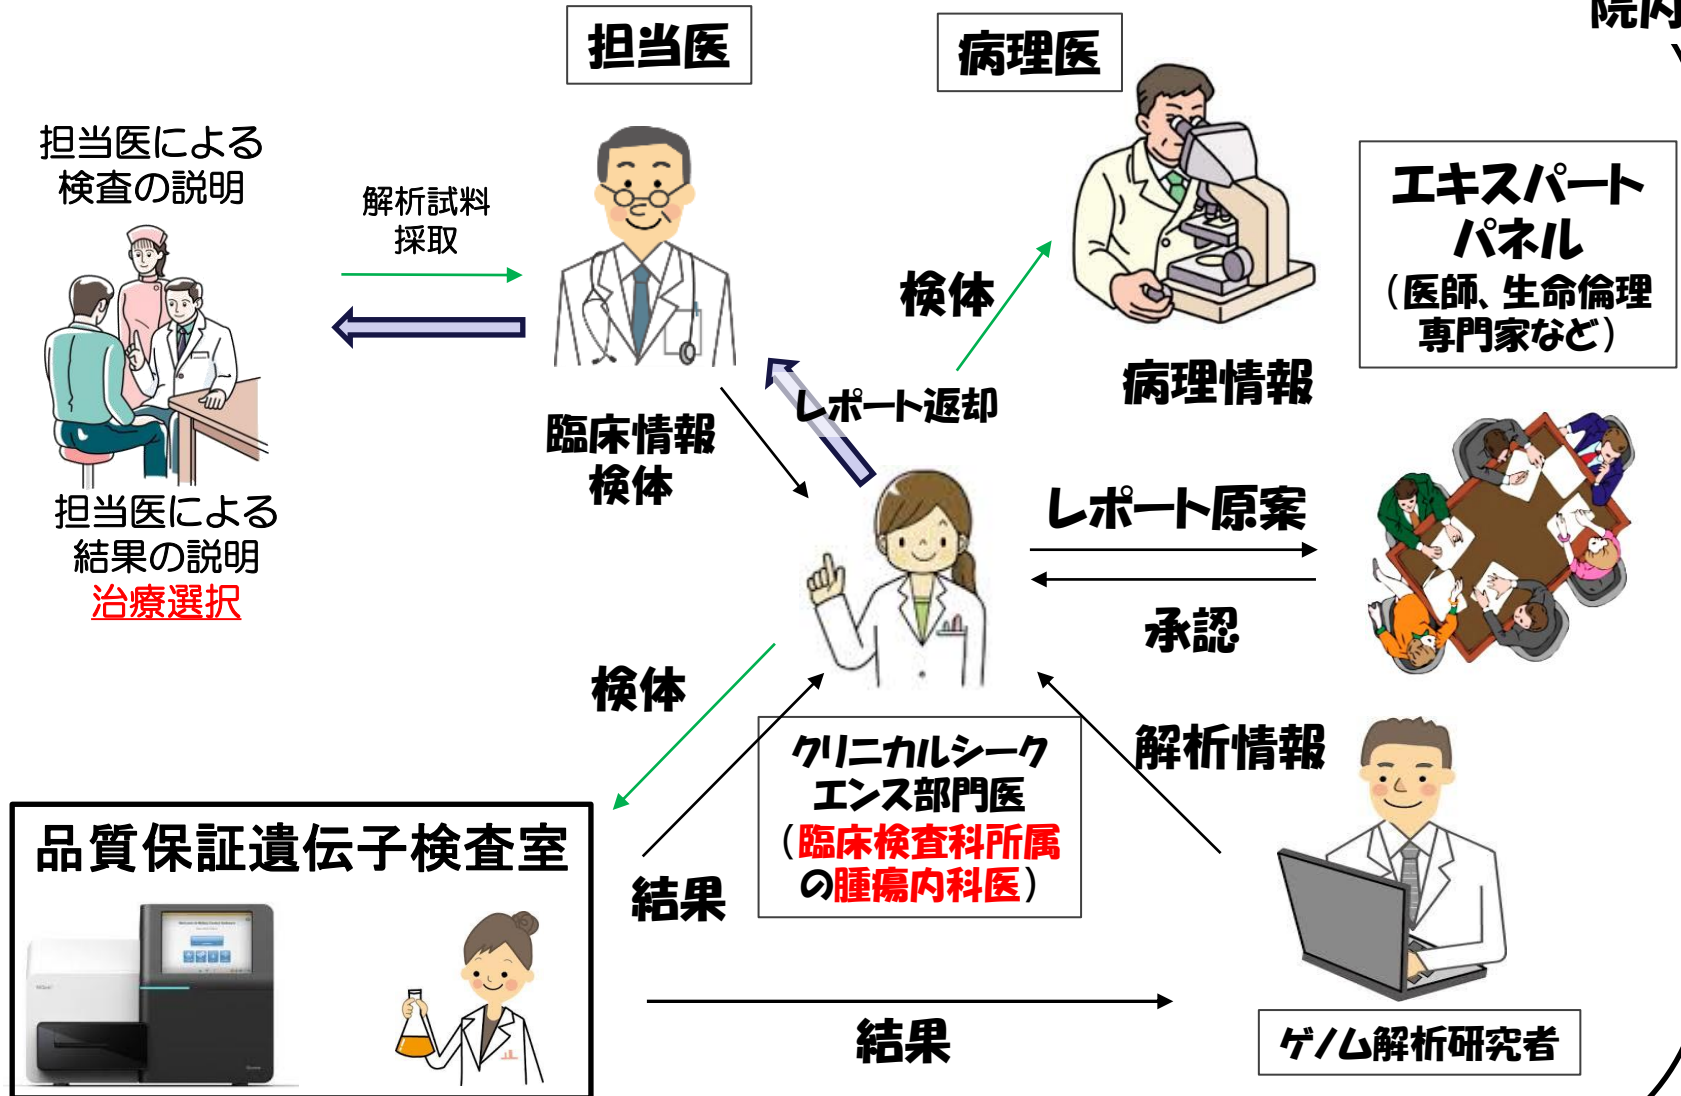 院内
担当医
病理医
担当医による
検査の説明
解析試料
採取
エキスパート
パネル
（医師、生命倫理
専門家など）
検体
病理情報
レポート返却
臨床情報
検体
レポート原案
承認
担当医による
結果の説明
治療選択
検体
解析情報
クリニカルシーク
エンス部門医
（臨床検査科所属
の腫瘍内科医）
品質保証遺伝子検査室
結果
結果
ゲノム解析研究者